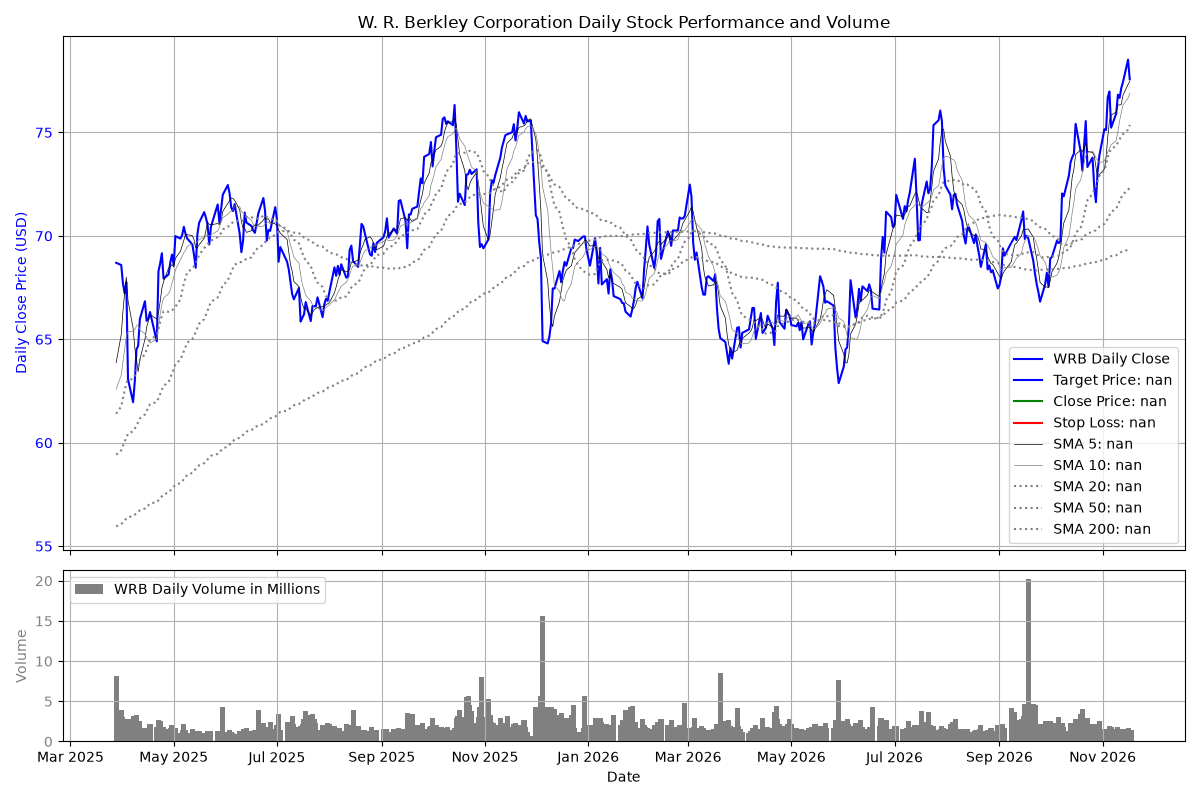 W. R. Berkley Corporation Daily Stock Performance and Volume
Daily Close Price (USD)
75
70
65
60
55
WRB Daily Close
Target Price: nan
Close Price: nan
Stop Loss: nan
SMA 5: nan
SMA 10: nan
SMA 20: nan
SMA 50: nan
SMA 200: nan
WRB Daily Volume in Millions
Volume
20
15
10
5
0
Mar 2025 May 2025 Jul 2025 Sep 2025 Nov 2025 Jan 2026 Mar 2026 May 2026 Jul 2026 Sep 2026 Nov 2026
Date